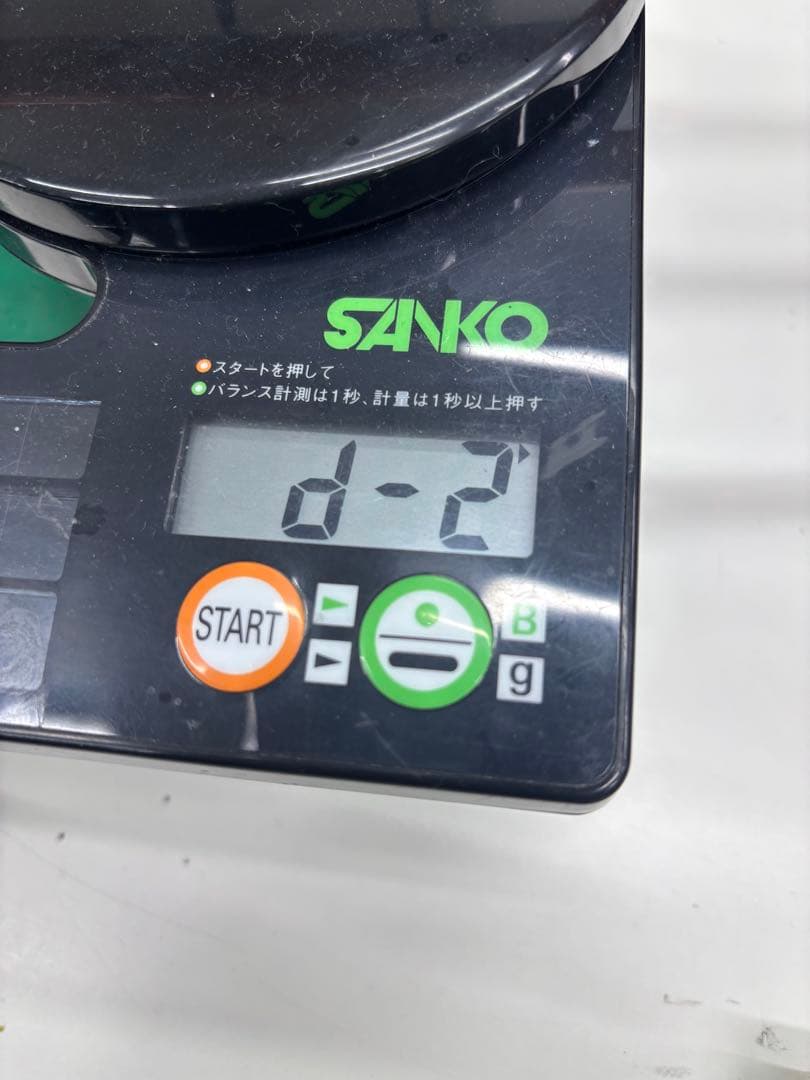 SANKO
スタートを押して
バランス計測は1秒、計量は1秒以上押す
d-2
START
B
g